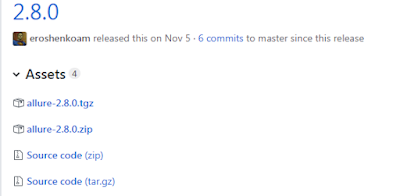 2.8.0
eroshenkoam released this on Nov 5 · 6 commits to master since this release
Assets 4
allure-2.8.0.tgz
allure-2.8.0.zip
Source code (zip)
Source code (tar.gz)